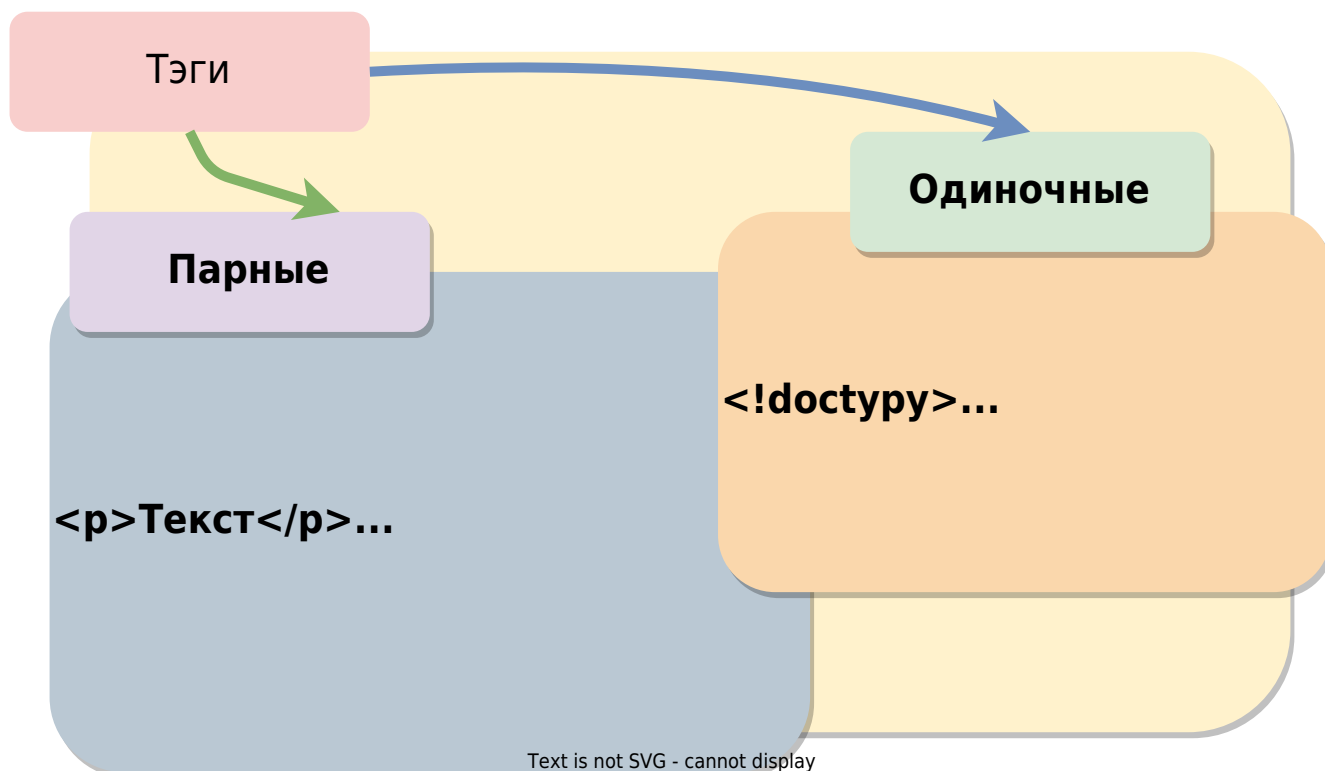 Тэги
Одиночные
Парные
<!doctypy>...
<p>Текст</p>...
Text is not SVG - cannot display